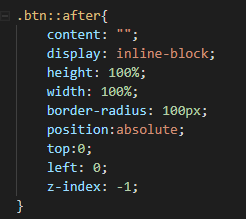 .btn::after{
content: "";
display: inline-block;
height: 100%;
width: 100%;
border-radius: 100px;
position:absolute;
top:0;
left: 0;
z-index: -1;
}